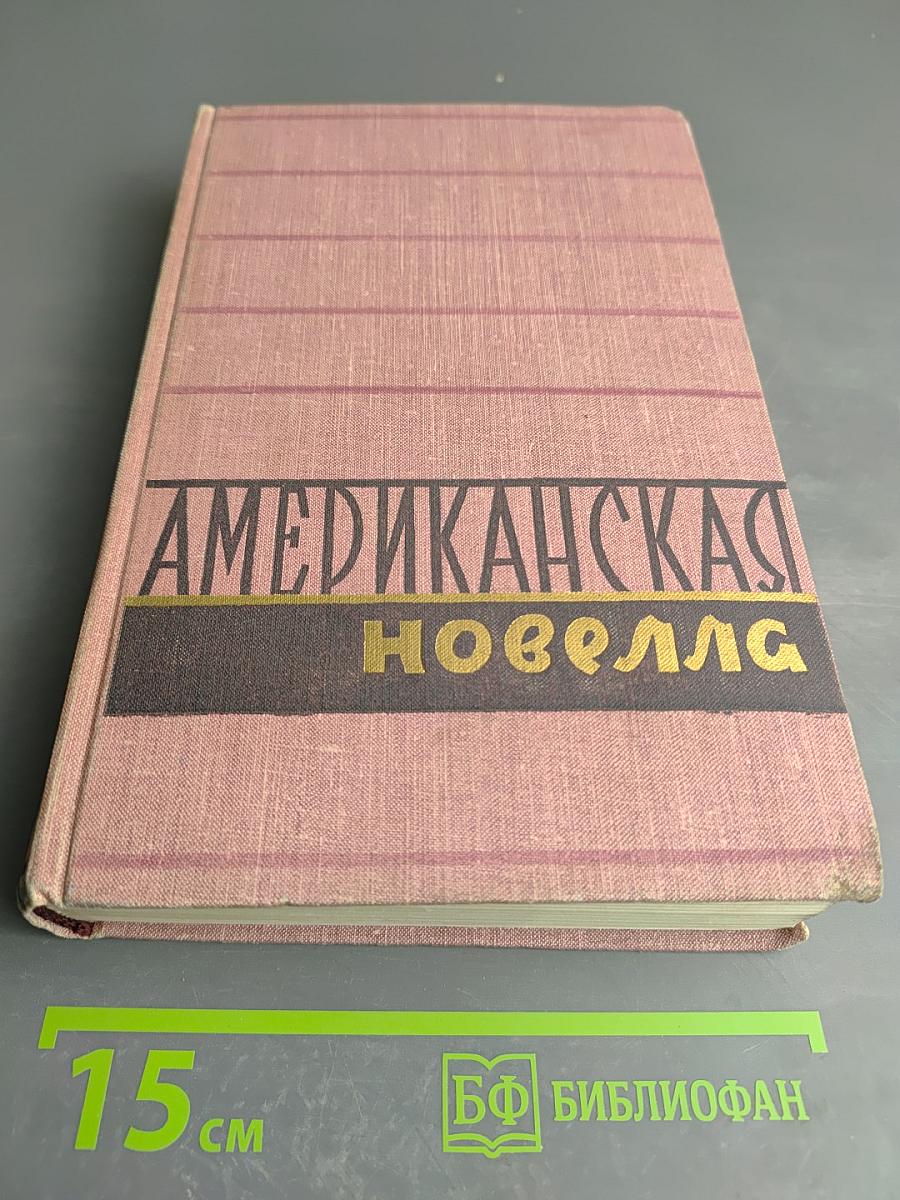 АМЕРИКАНСКАЯ
новелла
15 см
БФ БИБЛИОФАН